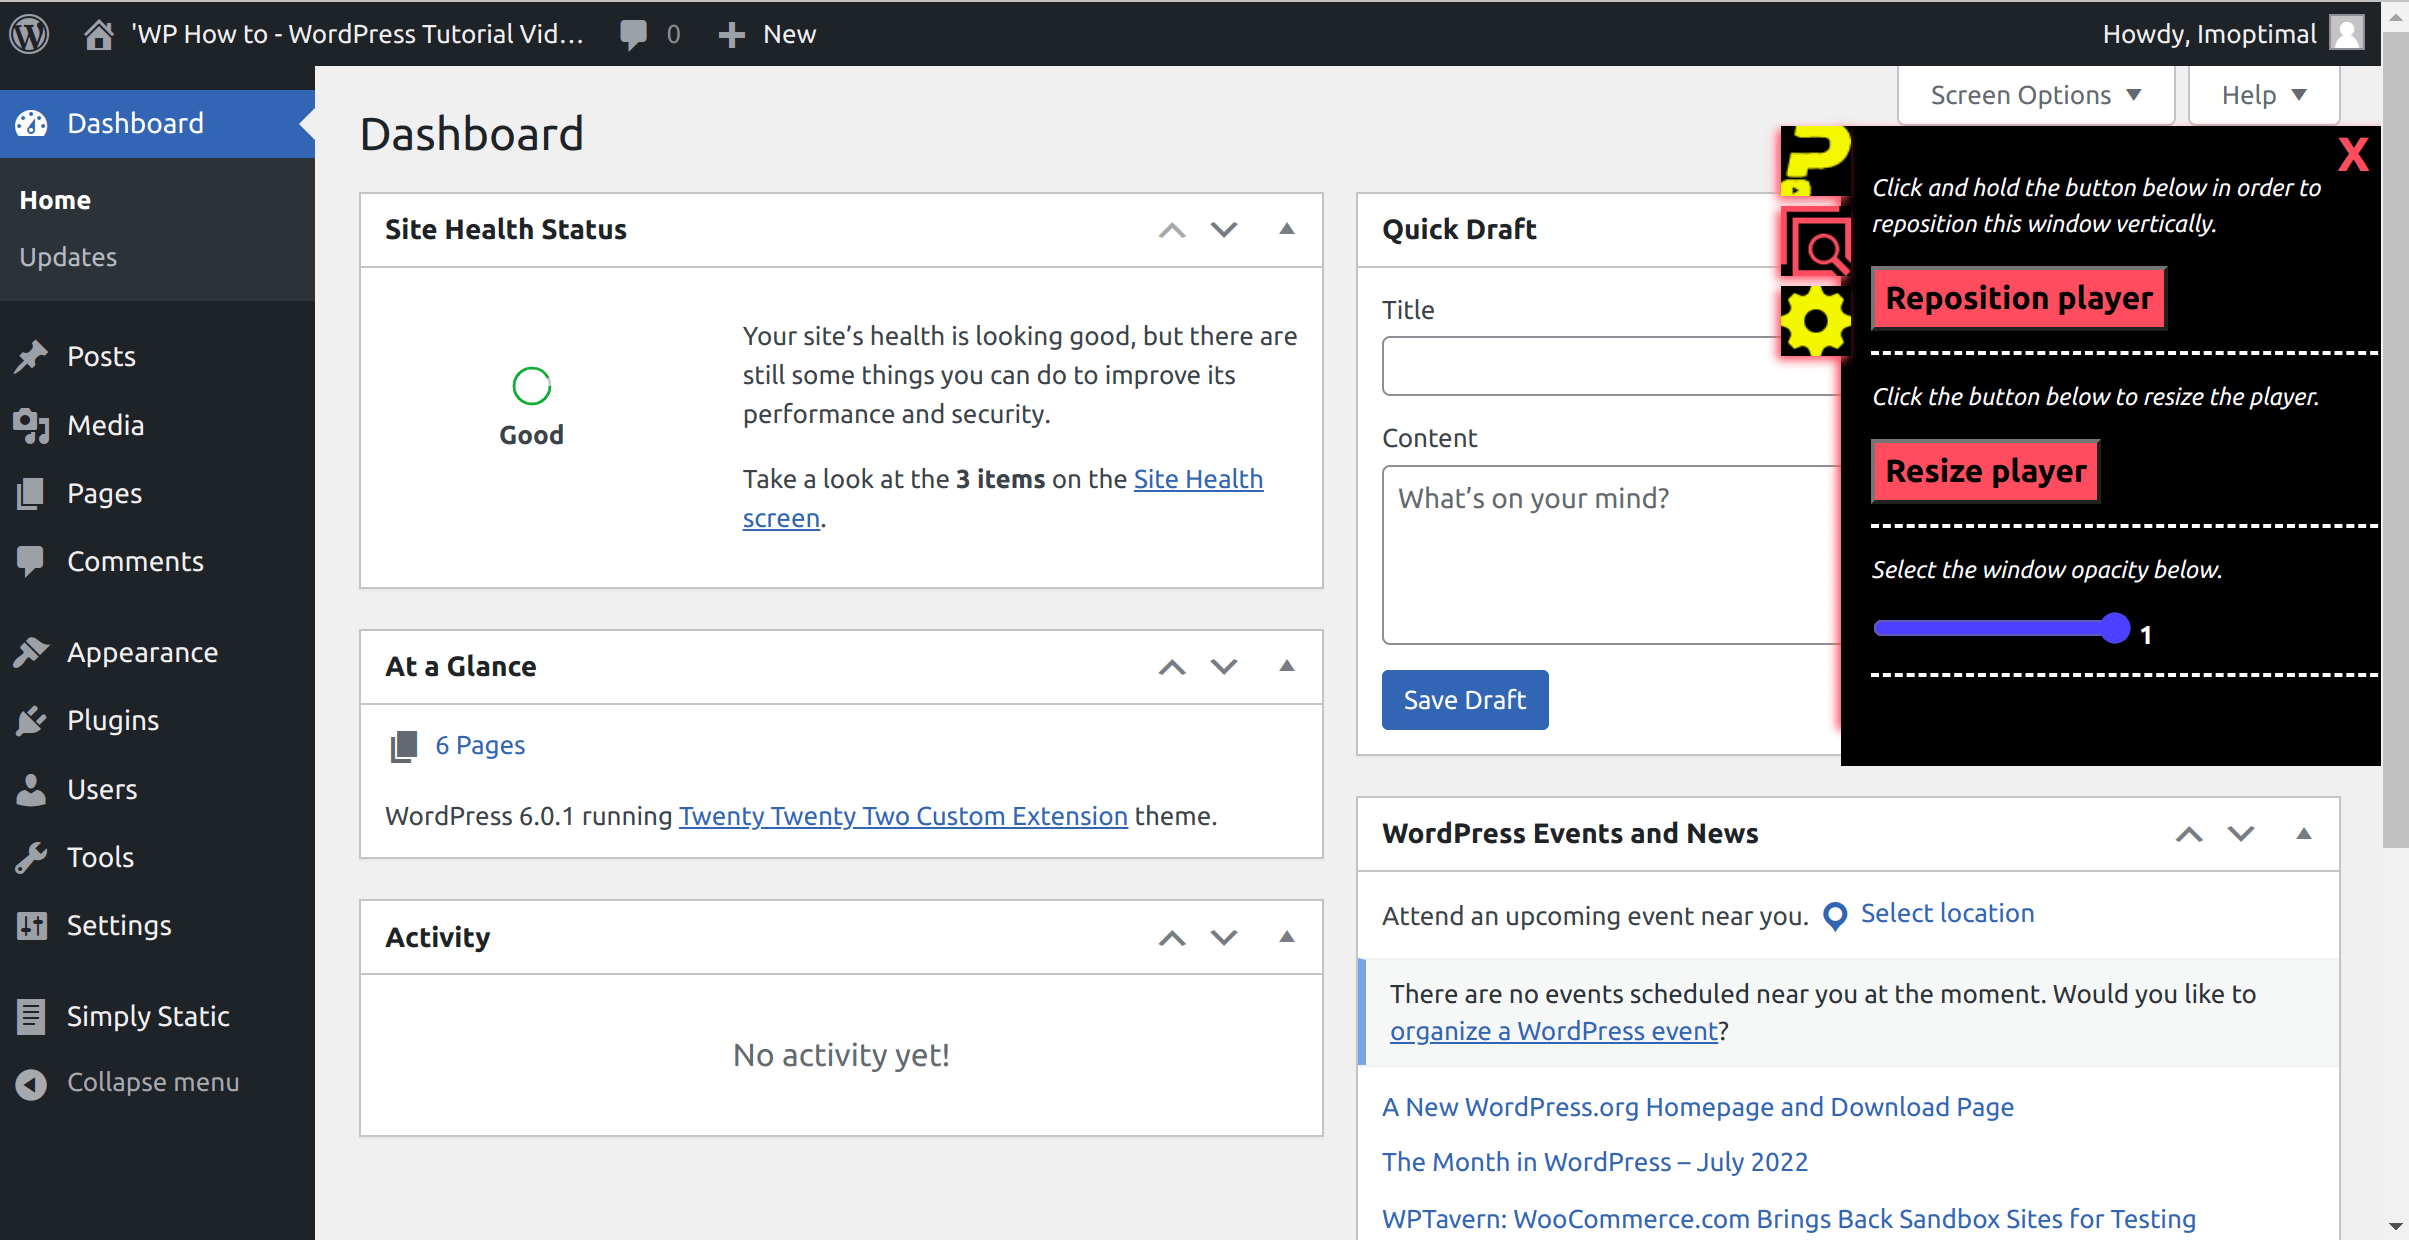 'WP How to - WordPress Tutorial Vid...
0
New
Howdy, Imoptimal
Dashboard
Home
Updates
Posts
Media
Pages
Comments
Appearance
Plugins
Users
Tools
Settings
Simply Static
Collapse menu
Screen Options
Help
Dashboard
Site Health Status
Good
Your site's health is looking good, but there are
still some things you can do to improve its
performance and security.
Take a look at the 3 items on the Site Health
screen.
At a Glance
6 Pages
WordPress 6.0.1 running Twenty Twenty Two Custom Extension theme.
Activity
No activity yet!
Quick Draft
Title
Content
What's on your mind?
Save Draft
X
Click and hold the button below in order to
reposition this window vertically.
Reposition player
Click the button below to resize the player.
Resize player
Select the window opacity below.
1
WordPress Events and News
Attend an upcoming event near you. Select location
There are no events scheduled near you at the moment. Would you like to
organize a WordPress event?
A New WordPress.org Homepage and Download Page
The Month in WordPress – July 2022
WPTavern: WooCommerce.com Brings Back Sandbox Sites for Testing